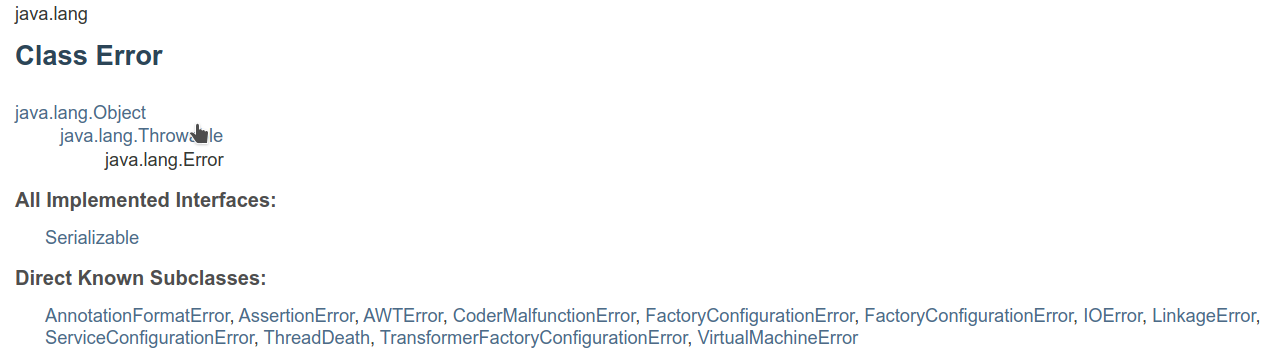 java.lang
Class Error
java.lang.Object
java.lang.Throwable
java.lang.Error
All Implemented Interfaces:
Serializable
Direct Known Subclasses:
AnnotationFormatError, AssertionError, AWTError, CoderMalfunctionError, FactoryConfigurationError, FactoryConfigurationError, IOError, LinkageError,
ServiceConfigurationError, ThreadDeath, TransformerFactoryConfigurationError, VirtualMachineError